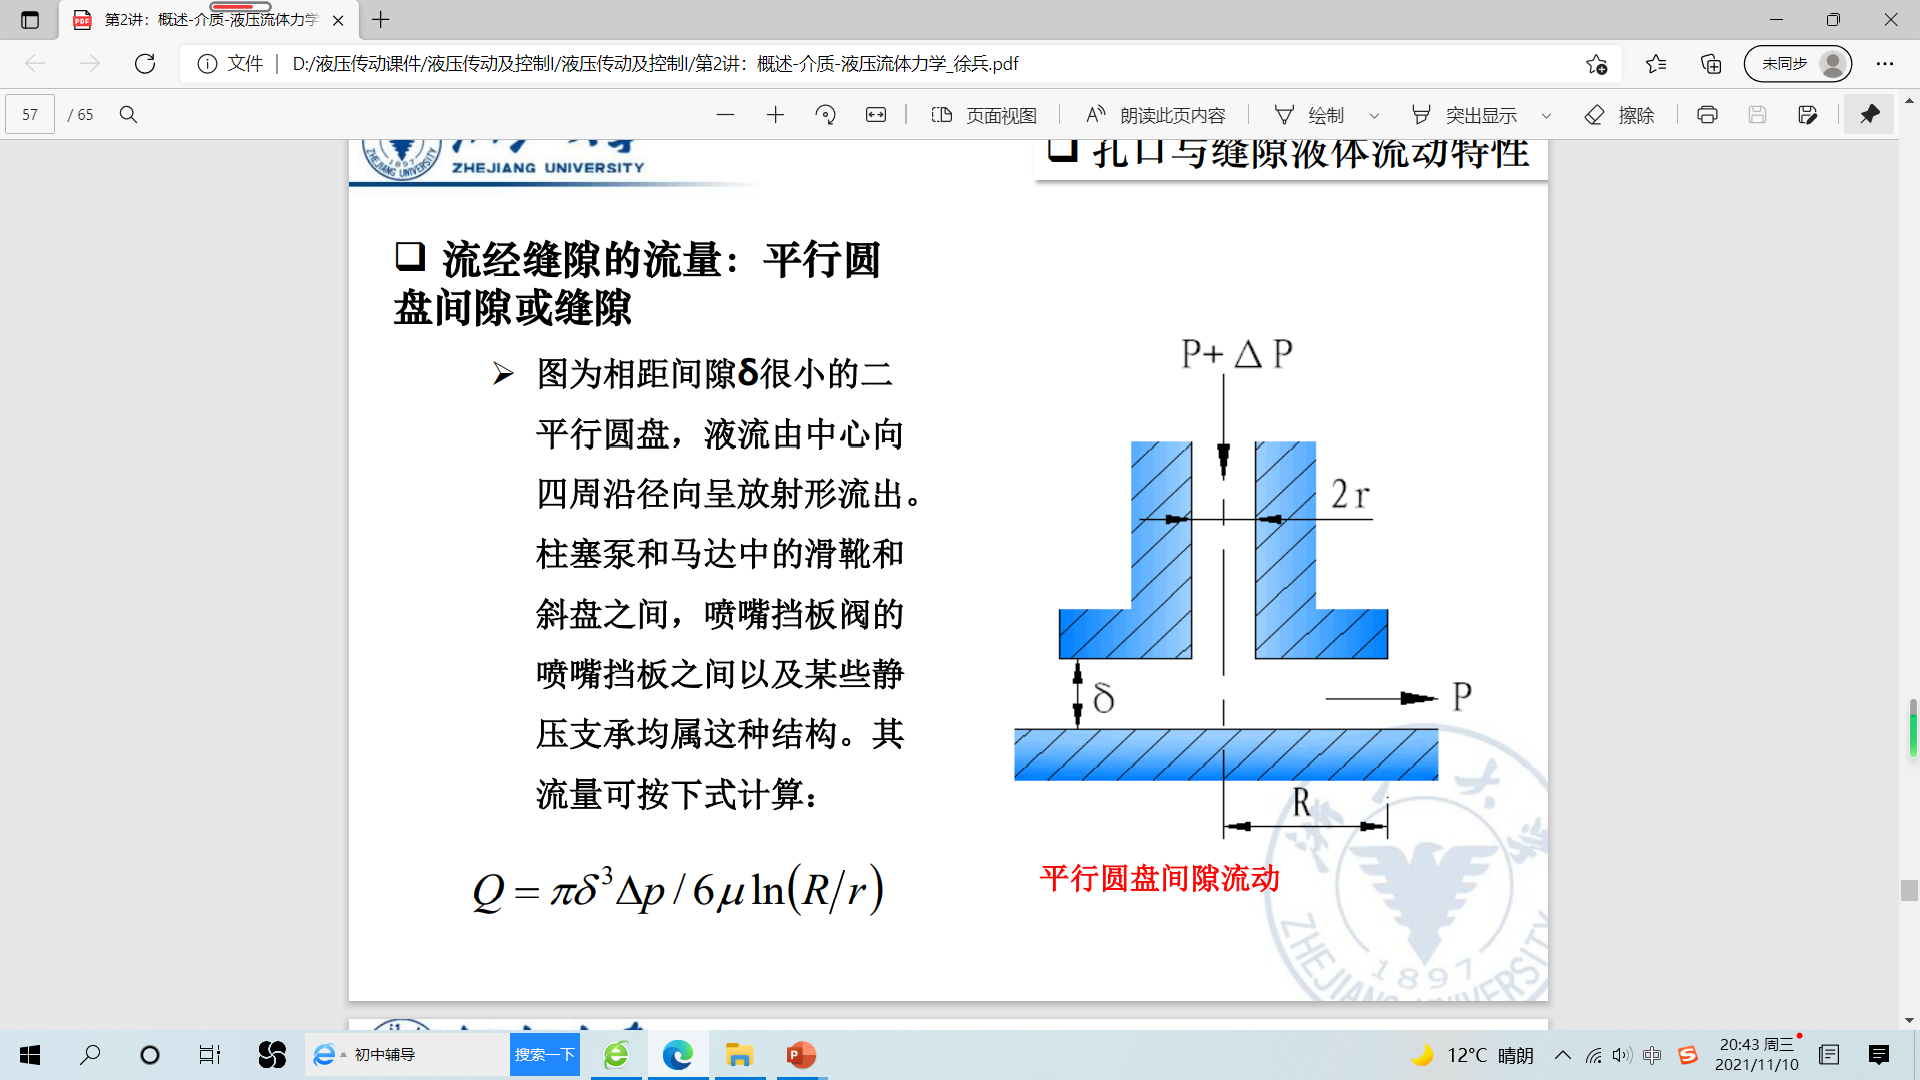 第2讲：概述-介质-液压流体力学
文件
D:/液压传动课件/液压传动及控制I/液压传动及控制I/第2讲：概述-介质-液压流体力学_徐兵.pdf
未同步
57 / 65
页面视图
朗读此页内容
绘制
突出显示
擦除
ZHEJIANG UNIVERSITY
孔口与缝隙液体流动特性
流经缝隙的流量：平行圆
盘间隙或缝隙
图为相距间隙δ很小的二
平行圆盘，液流由中心向
四周沿径向呈放射形流出。
柱塞泵和马达中的滑靴和
斜盘之间，喷嘴挡板阀的
喷嘴挡板之间以及某些静
压支承均属这种结构。其
流量可按下式计算：
Q = πδ³Δp / 6μ ln(R/r)
P+ Δ P
2 r
δ
P
R
平行圆盘间隙流动
1897
ZHEJIANG UNIVERSITY
初中辅导
搜索一下
12°C 晴朗
中
20:43 周三
2021/11/10